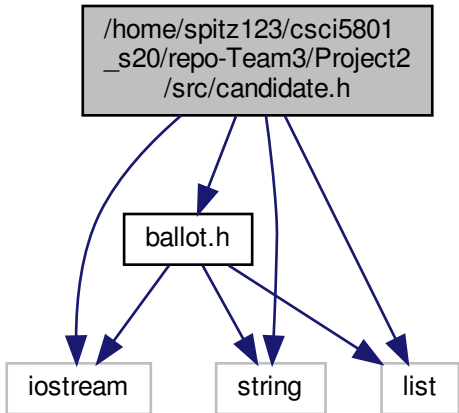 /home/spitz123/csci5801
_s20/repo-Team3/Project2
/src/candidate.h
ballot.h
iostream
string
list